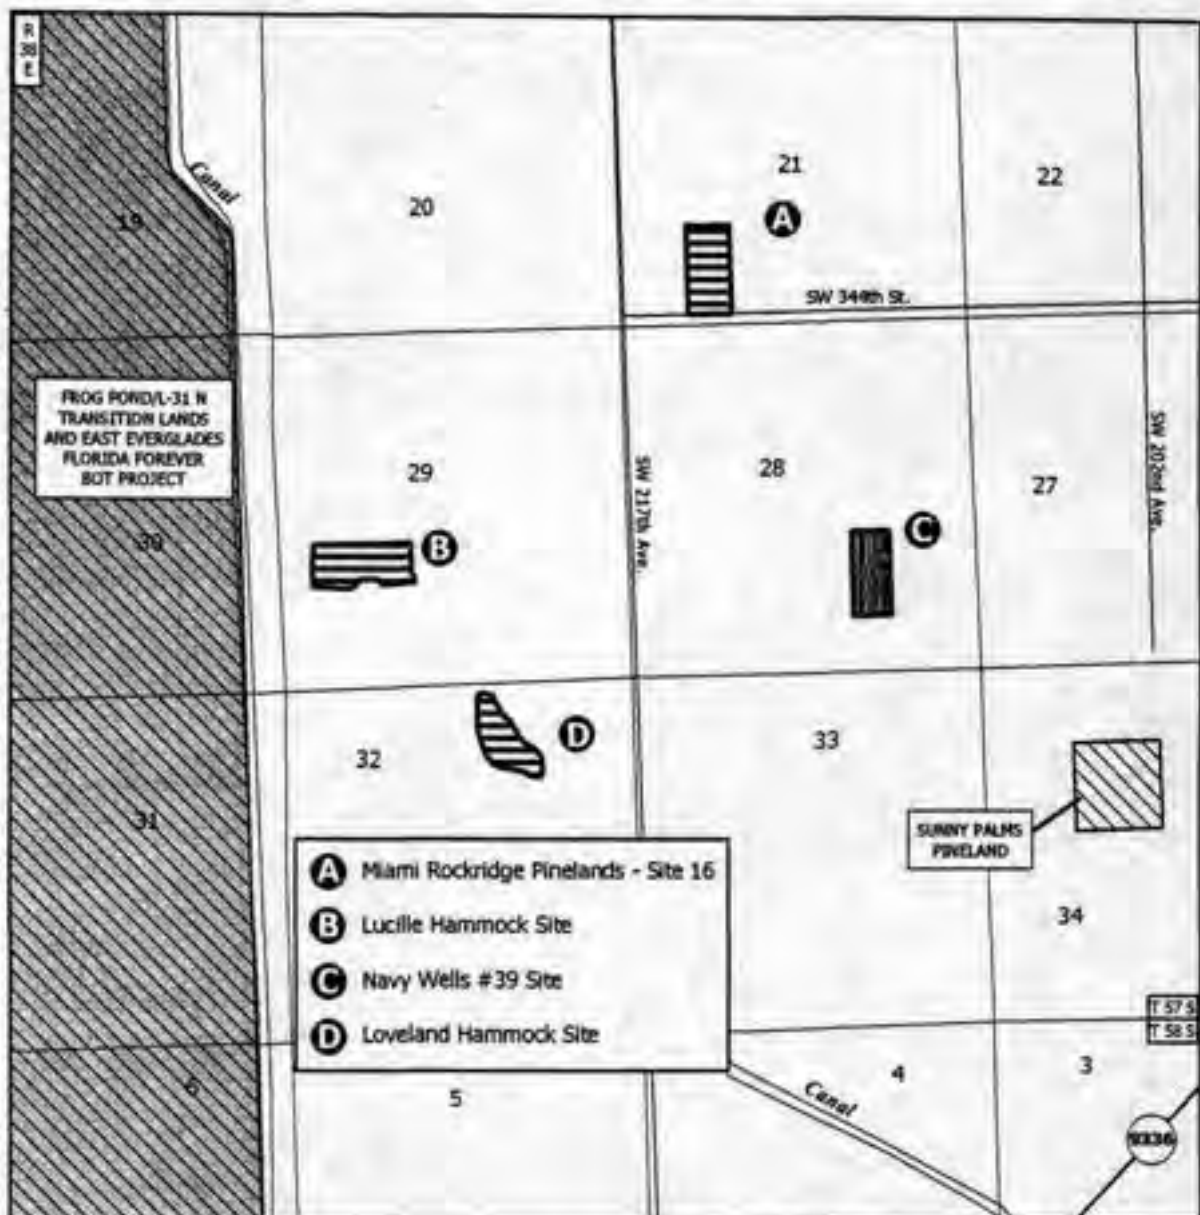 R
38
E
Canal
19
20
21
22
A
SW 344th St.
FROG POND/L-31 N
TRANSITION LANDS
AND EAST EVERGLADES
FLORIDA FOREVER
BOT PROJECT
29
SW 217th Ave.
28
27
SW 202nd Ave.
30
B
C
32
D
33
31
SUNNY PALMS
PINELAND
34
A Miami Rockridge Pinelands - Site 16
B Lucille Hammock Site
C Navy Wells #39 Site
D Loveland Hammock Site
T 57 S
T 58 S
6
5
Canal
4
3
9336